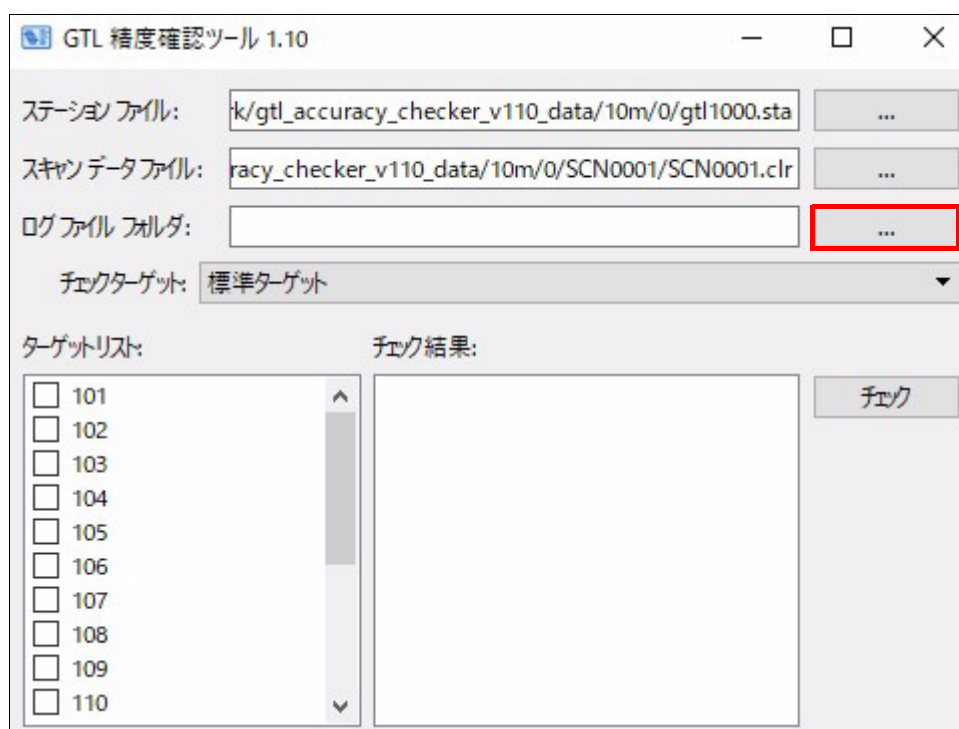 GTL 精度確認ツール 1.10
ステーション ファイル: rk/gtl_accuracy_checker_v110_data/10m/0/gtl1000.sta ...
スキャン データ ファイル: racy_checker_v110_data/10m/0/SCN0001/SCN0001.clr ...
ログ ファイル フォルダ: ...
チェックターゲット: 標準ターゲット
ターゲットリスト: チェック結果:
101 チェック
102
103
104
105
106
107
108
109
110